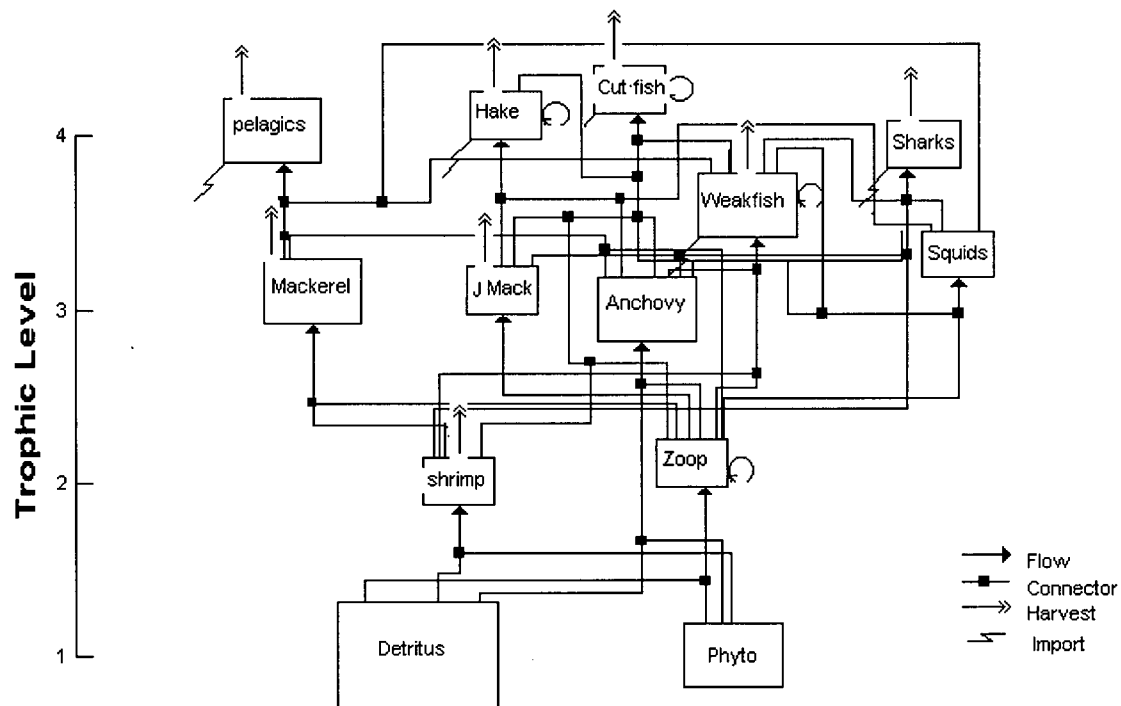 Trophic Level
4
3
2
1
pelagics
Hake
Cut·fish
Sharks
Weakfish
Squids
Mackerel
J Mack
Anchovy
shrimp
Zoop
Detritus
Phyto
Flow
Connector
Harvest
Import